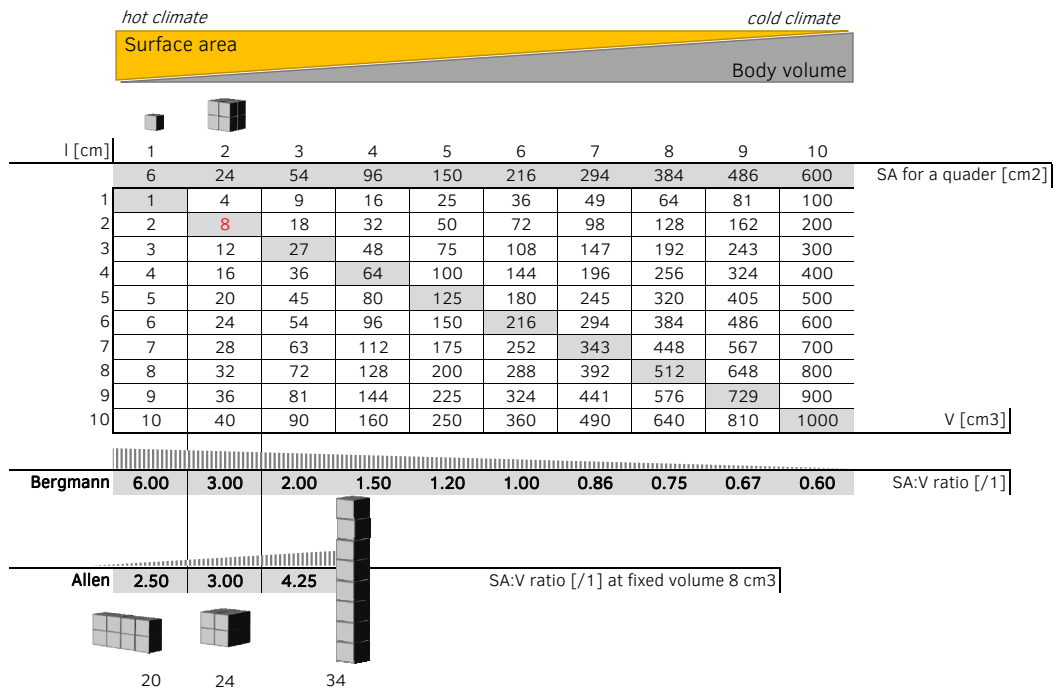 hot climate cold climate
Surface area
Body volume
l [cm] 1 2 3 4 5 6 7 8 9 10
6 24 54 96 150 216 294 384 486 600 SA for a quader [cm2]
1 1 4 9 16 25 36 49 64 81 100
2 2 8 18 32 50 72 98 128 162 200
3 3 12 27 48 75 108 147 192 243 300
4 4 16 36 64 100 144 196 256 324 400
5 5 20 45 80 125 180 245 320 405 500
6 6 24 54 96 150 216 294 384 486 600
7 7 28 63 112 175 252 343 448 567 700
8 8 32 72 128 200 288 392 512 648 800
9 9 36 81 144 225 324 441 576 729 900
10 10 40 90 160 250 360 490 640 810 1000 V [cm3]
Bergmann 6.00 3.00 2.00 1.50 1.20 1.00 0.86 0.75 0.67 0.60 SA:V ratio [/1]
Allen 2.50 3.00 4.25 SA:V ratio [/1] at fixed volume 8 cm3
20 24 34